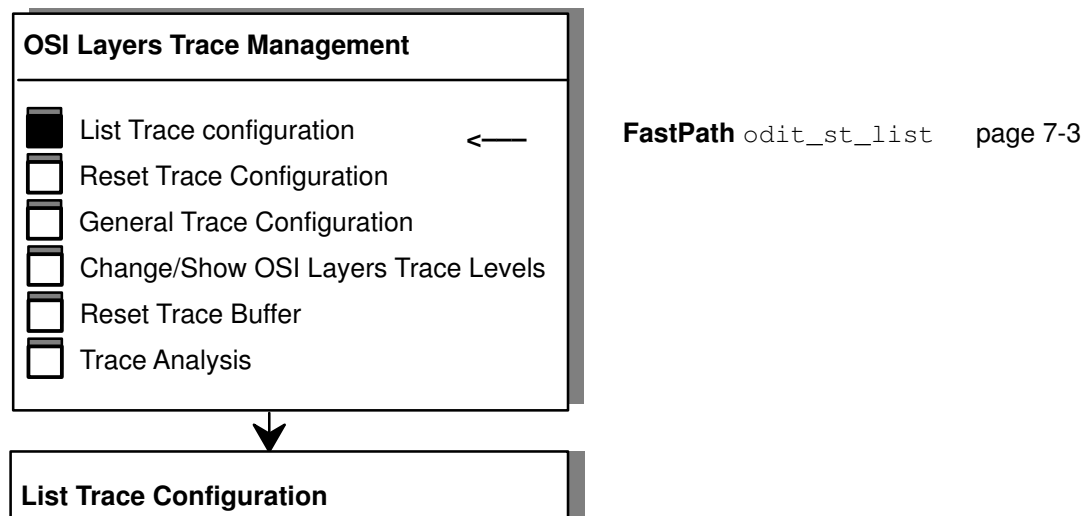 OSI Layers Trace Management
List Trace configuration <—— FastPath odit_st_list page 7-3
Reset Trace Configuration
General Trace Configuration
Change/Show OSI Layers Trace Levels
Reset Trace Buffer
Trace Analysis
List Trace Configuration